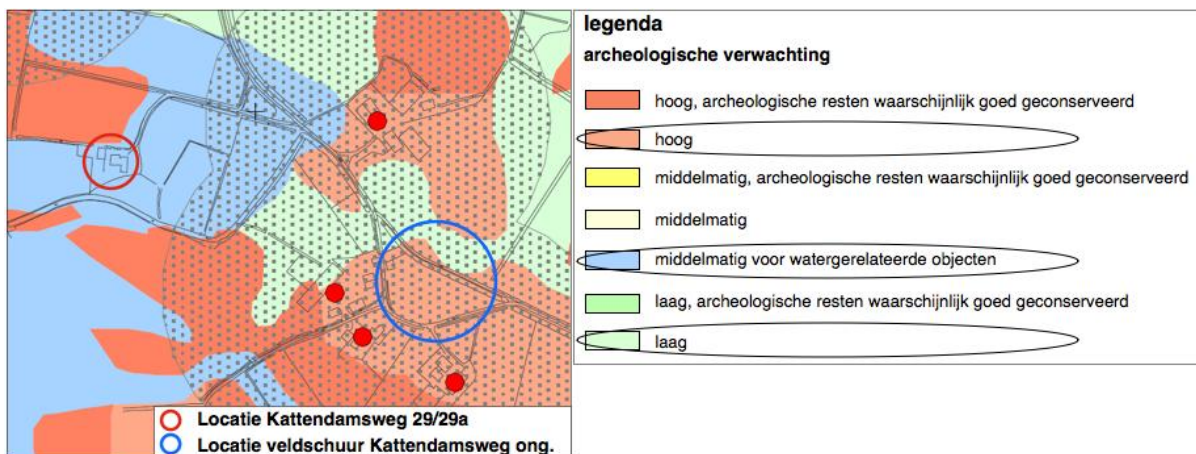 legenda
archeologische verwachting
hoog, archeologische resten waarschijnlijk goed geconserveerd
hoog
middelmatig, archeologische resten waarschijnlijk goed geconserveerd
middelmatig
middelmatig voor watergerelateerde objecten
laag, archeologische resten waarschijnlijk goed geconserveerd
laag
Locatie Kattendamsweg 29/29a
Locatie veldschuur Kattendamsweg ong.